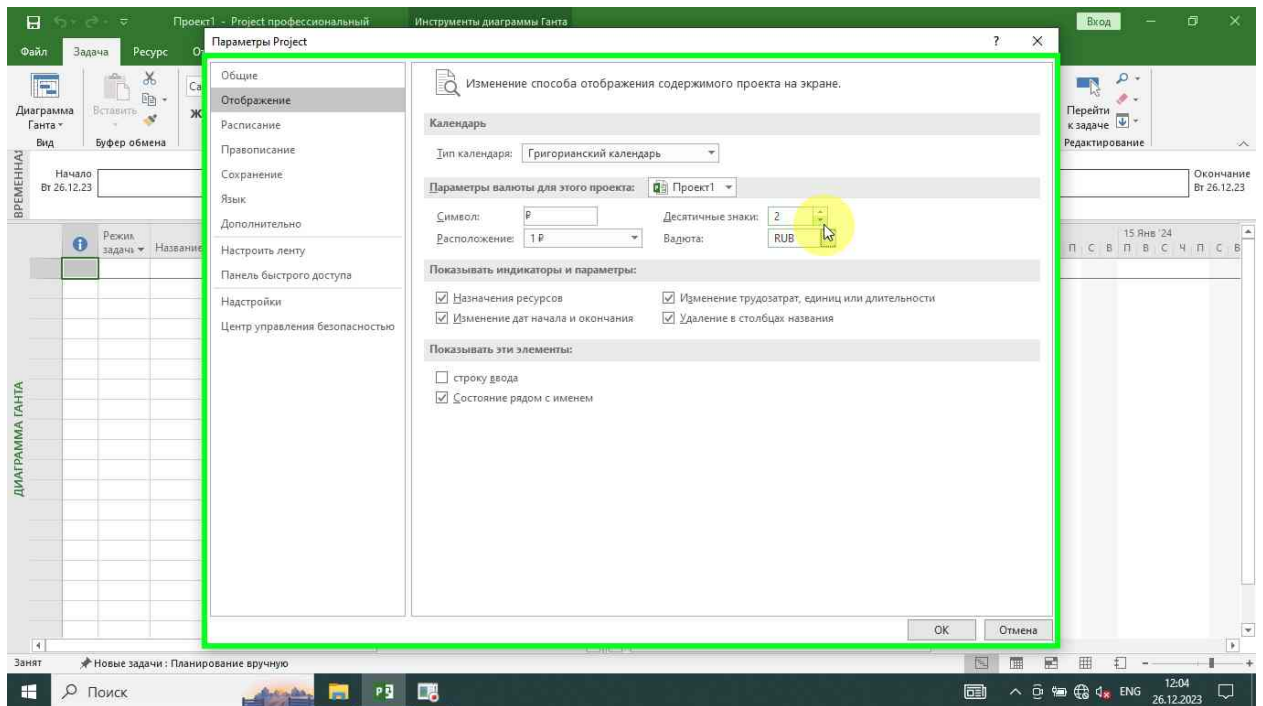 Проект1 - Project профессиональный
Инструменты диаграммы Ганта
Вход
Файл
Задача
Ресурс
Параметры Project
?
Диаграмма
Ганта
Вставить
Ж
Перейти
к задаче
Вид
Буфер обмена
Редактирование
Общие
Отображение
Расписание
Правописание
Сохранение
Язык
Дополнительно
Настроить ленту
Панель быстрого доступа
Надстройки
Центр управления безопасностью
Изменение способа отображения содержимого проекта на экране.
Календарь
Тип календаря: Григорианский календарь
Параметры валюты для этого проекта: Проект1
Символ: ₽ Десятичные знаки: 2
Расположение: 1 ₽ Валюта: RUB
Показывать индикаторы и параметры:
Назначения ресурсов Изменение трудозатрат, единиц или длительности
Изменение дат начала и окончания Удаление в столбцах названия
Показывать эти элементы:
строку ввода
Состояние рядом с именем
ОК Отмена
Начало
Вт 26.12.23
Окончание
Вт 26.12.23
Режим
задачи
Название
15 Янв '24
П С В П В С Ч П С В
ДИАГРАММА ГАНТА
Занят
Новые задачи : Планирование вручную
Поиск
ENG
12:04
26.12.2023